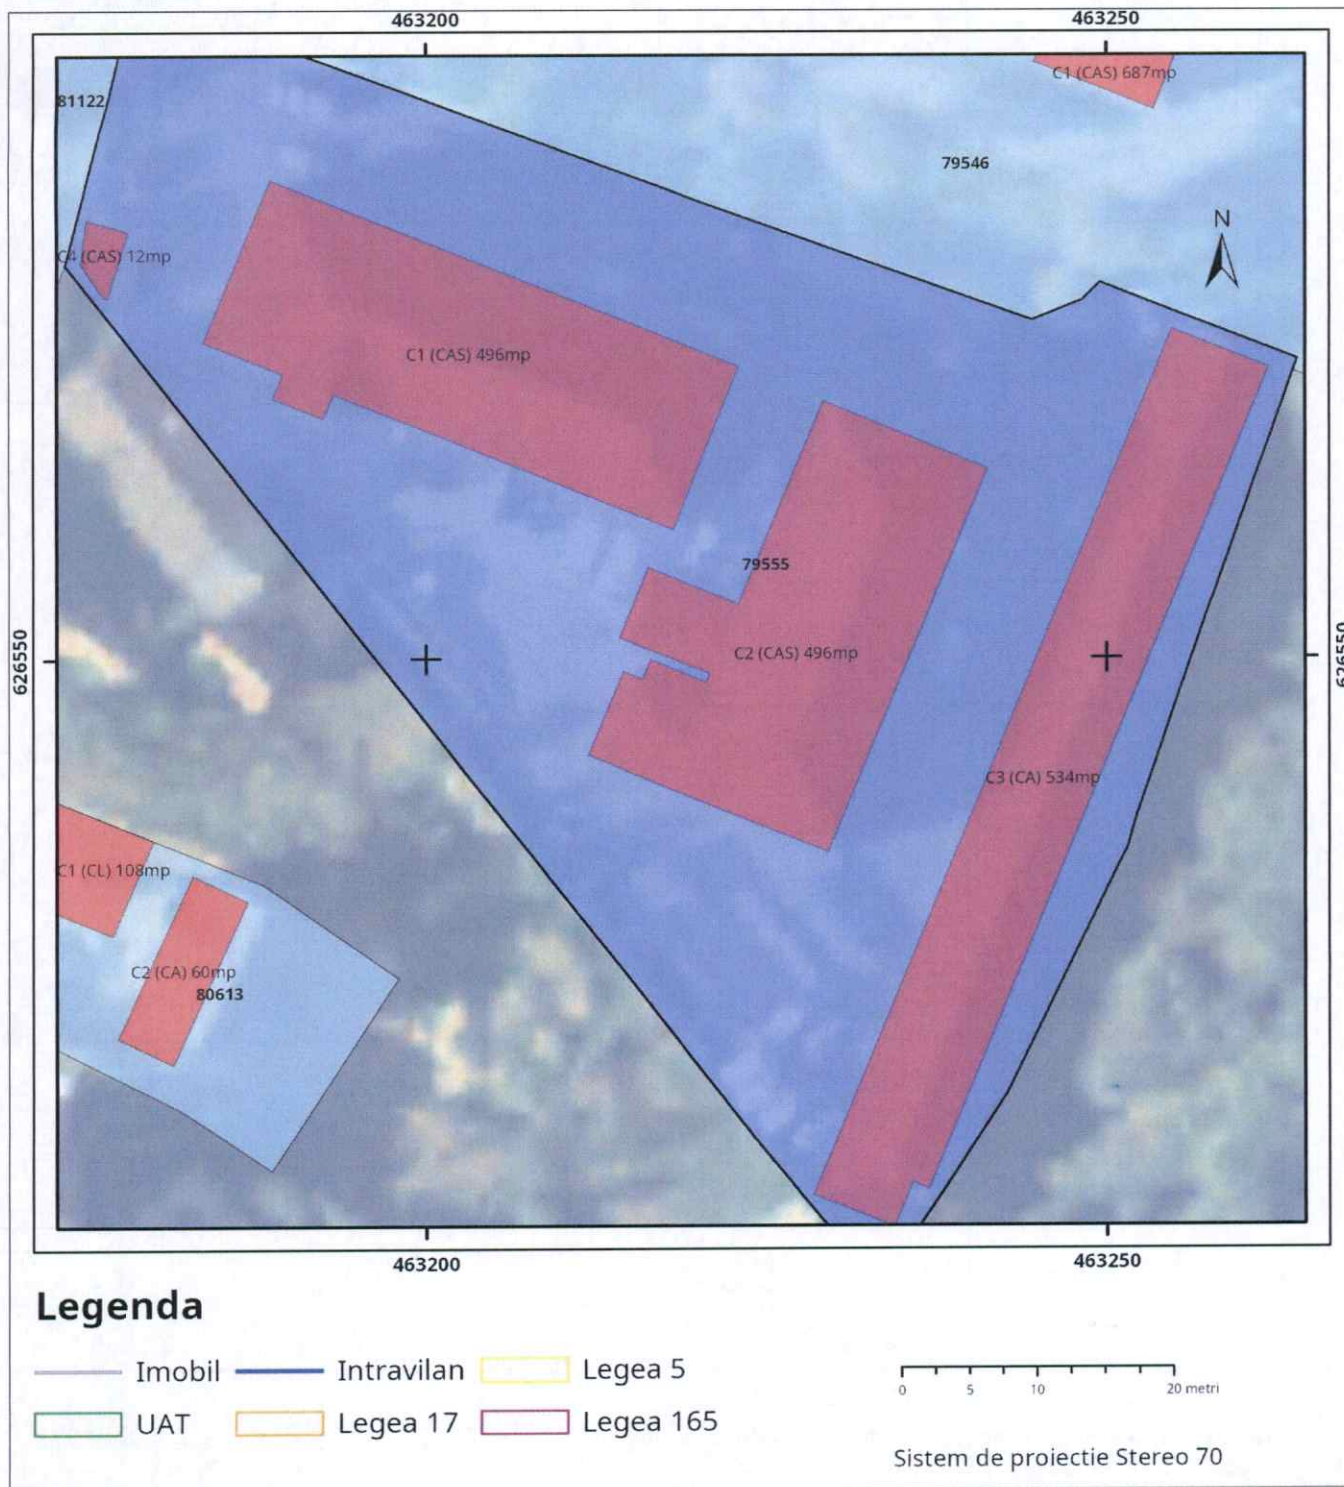 463200
463250
C1 (CAS) 687mp
81122
79546
N
C4 (CAS) 12mp
C1 (CAS) 496mp
79555
626550
C2 (CAS) 496mp
626550
C3 (CA) 534mp
C1 (CL) 108mp
C2 (CA) 60mp
80613
463200
463250
Legenda
Imobil
Intravilan
Legea 5
UAT
Legea 17
Legea 165
0 5 10 20 metri
Sistem de proiectie Stereo 70